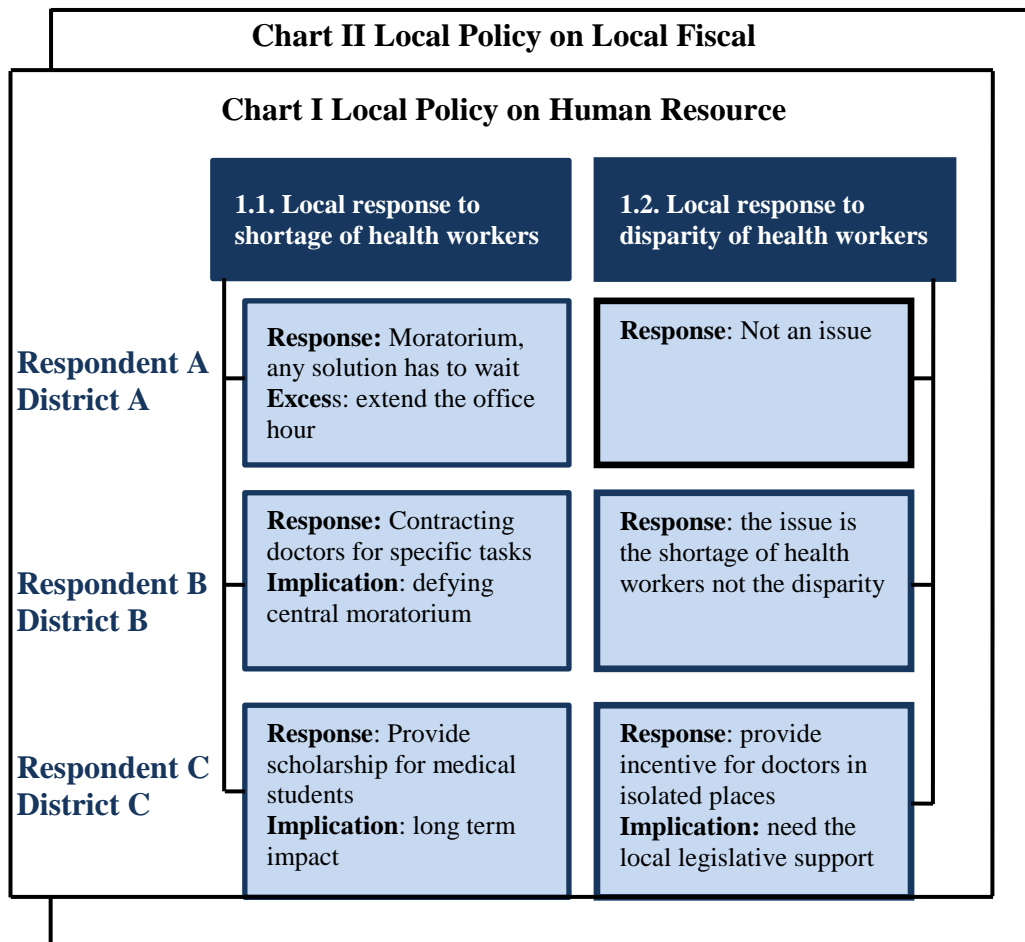 Chart II Local Policy on Local Fiscal
Chart I Local Policy on Human Resource
1.1. Local response to
shortage of health workers
1.2. Local response to
disparity of health workers
Respondent A
District A
Response: Moratorium,
any solution has to wait
Excess: extend the office
hour
Response: Not an issue
Respondent B
District B
Response: Contracting
doctors for specific tasks
Implication: defying
central moratorium
Response: the issue is
the shortage of health
workers not the disparity
Respondent C
District C
Response: Provide
scholarship for medical
students
Implication: long term
impact
Response: provide
incentive for doctors in
isolated places
Implication: need the
local legislative support